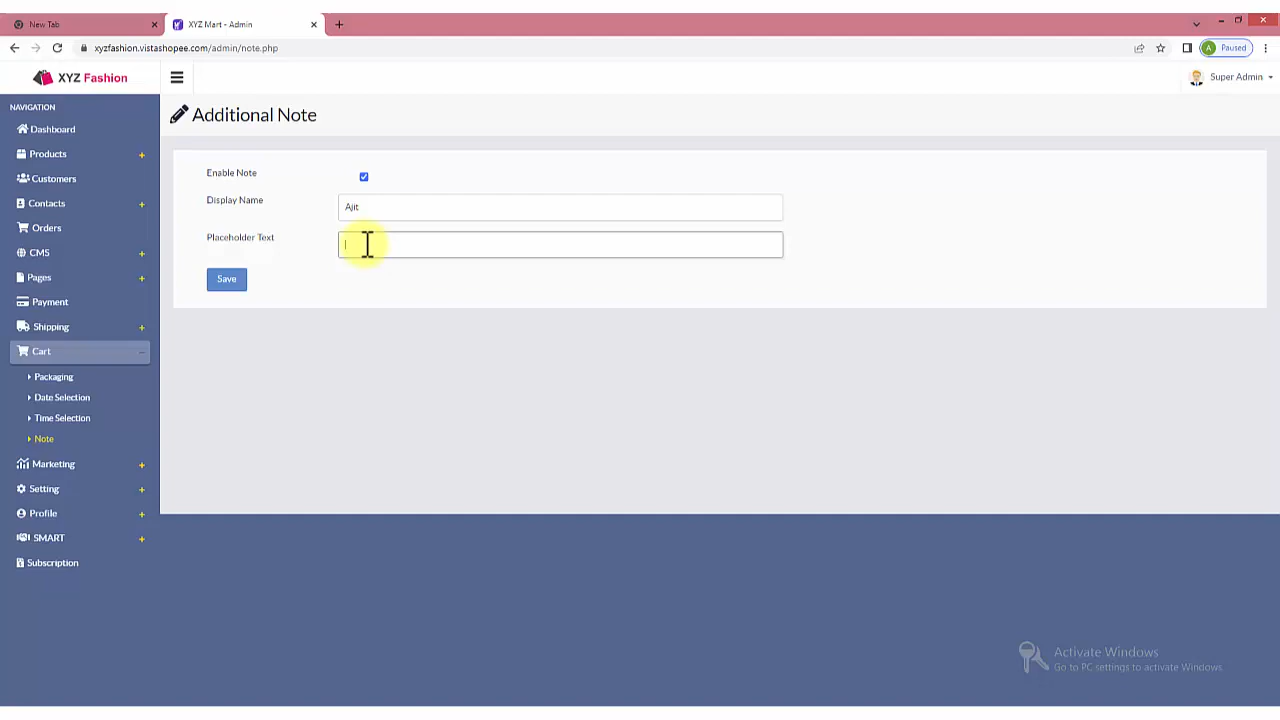 New Tab
XYZ Mart - Admin
xyzfashion.vistashopee.com/admin/note.php
A Paused
XYZ Fashion
Super Admin
NAVIGATION
Additional Note
Dashboard
Products +
Customers
Contacts +
Orders
CMS +
Pages +
Payment
Shipping +
Cart -
Packaging
Date Selection
Time Selection
Note
Marketing +
Setting +
Profile +
SMART +
Subscription
Enable Note
Display Name
Ajit
Placeholder Text
Save
Activate Windows
Go to PC settings to activate Windows.